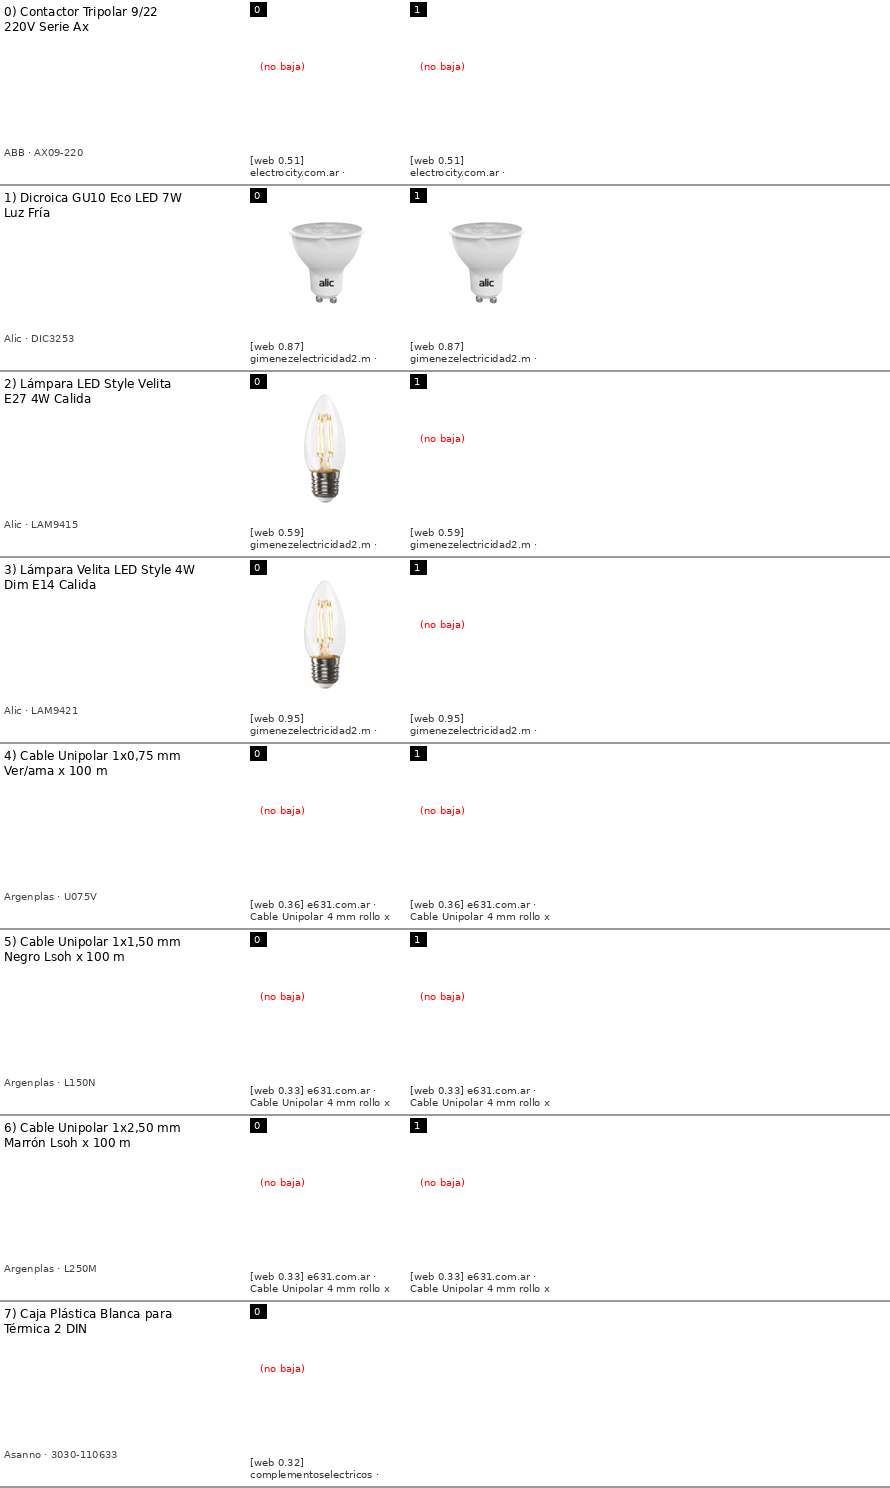 0) Contactor Tripolar 9/22
220V Serie Ax
ABB · AX09-220
0
(no baja)
[web 0.51]
electrocity.com.ar ·
1
(no baja)
[web 0.51]
electrocity.com.ar ·
1) Dicroica GU10 Eco LED 7W
Luz Fría
Alic · DIC3253
0
alic
[web 0.87]
gimenezelectricidad2.m ·
1
alic
[web 0.87]
gimenezelectricidad2.m ·
2) Lámpara LED Style Velita
E27 4W Calida
Alic · LAM9415
0
[web 0.59]
gimenezelectricidad2.m ·
1
(no baja)
[web 0.59]
gimenezelectricidad2.m ·
3) Lámpara Velita LED Style 4W
Dim E14 Calida
Alic · LAM9421
0
[web 0.95]
gimenezelectricidad2.m ·
1
(no baja)
[web 0.95]
gimenezelectricidad2.m ·
4) Cable Unipolar 1x0,75 mm
Ver/ama x 100 m
Argenplas · U075V
0
(no baja)
[web 0.36] e631.com.ar ·
Cable Unipolar 4 mm rollo x
1
(no baja)
[web 0.36] e631.com.ar ·
Cable Unipolar 4 mm rollo x
5) Cable Unipolar 1x1,50 mm
Negro Lsoh x 100 m
Argenplas · L150N
0
(no baja)
[web 0.33] e631.com.ar ·
Cable Unipolar 4 mm rollo x
1
(no baja)
[web 0.33] e631.com.ar ·
Cable Unipolar 4 mm rollo x
6) Cable Unipolar 1x2,50 mm
Marrón Lsoh x 100 m
Argenplas · L250M
0
(no baja)
[web 0.33] e631.com.ar ·
Cable Unipolar 4 mm rollo x
1
(no baja)
[web 0.33] e631.com.ar ·
Cable Unipolar 4 mm rollo x
7) Caja Plástica Blanca para
Térmica 2 DIN
Asanno · 3030-110633
0
(no baja)
[web 0.32]
complementoselectricos ·